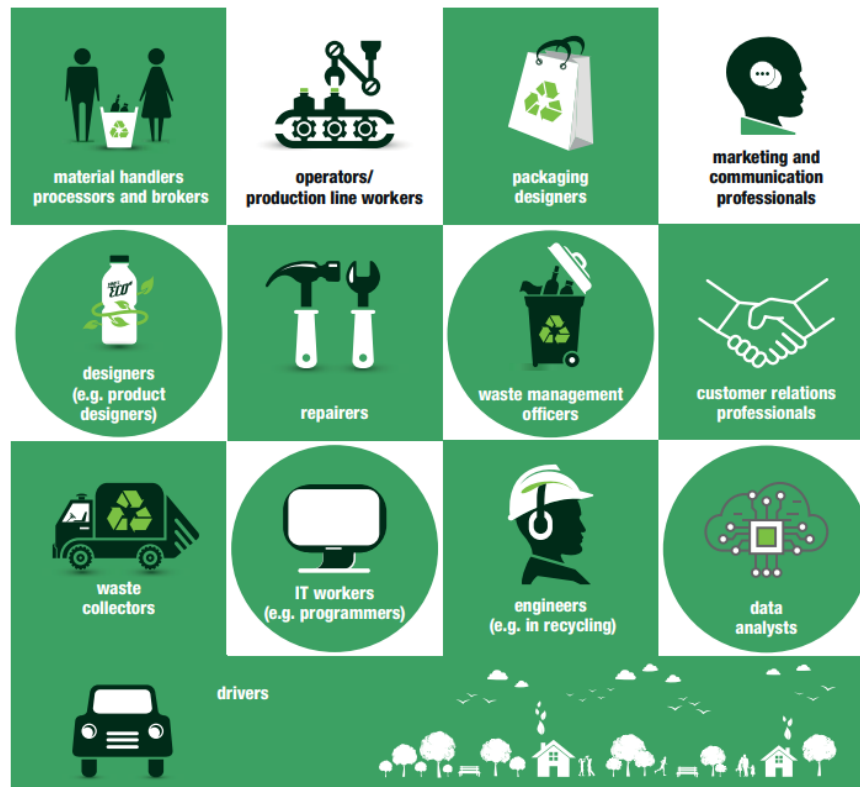 material handlers
processors and brokers
operators/
production line workers
packaging
designers
marketing and
communication
professionals
ECO
designers
(e.g. product
designers)
repairers
waste management
officers
customer relations
professionals
waste
collectors
IT workers
(e.g. programmers)
engineers
(e.g. in recycling)
data
analysts
drivers